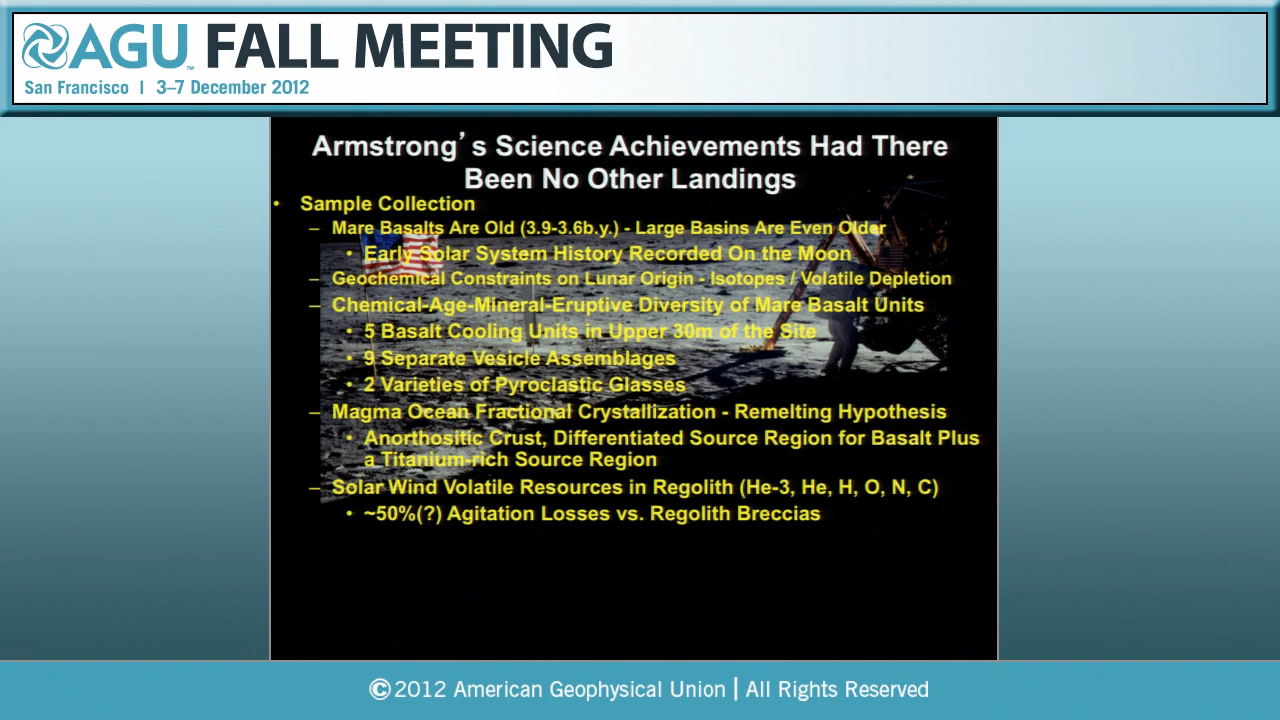 AGU™ FALL MEETING
San Francisco | 3–7 December 2012
Armstrong's Science Achievements Had There
Been No Other Landings
• Sample Collection
– Mare Basalts Are Old (3.9-3.6b.y.) - Large Basins Are Even Older
• Early Solar System History Recorded On the Moon
– Geochemical Constraints on Lunar Origin - Isotopes / Volatile Depletion
– Chemical-Age-Mineral-Eruptive Diversity of Mare Basalt Units
• 5 Basalt Cooling Units in Upper 30m of the Site
• 9 Separate Vesicle Assemblages
• 2 Varieties of Pyroclastic Glasses
– Magma Ocean Fractional Crystallization - Remelting Hypothesis
• Anorthositic Crust, Differentiated Source Region for Basalt Plus
a Titanium-rich Source Region
– Solar Wind Volatile Resources in Regolith (He-3, He, H, O, N, C)
• ~50%(?) Agitation Losses vs. Regolith Breccias
©2012 American Geophysical Union | All Rights Reserved